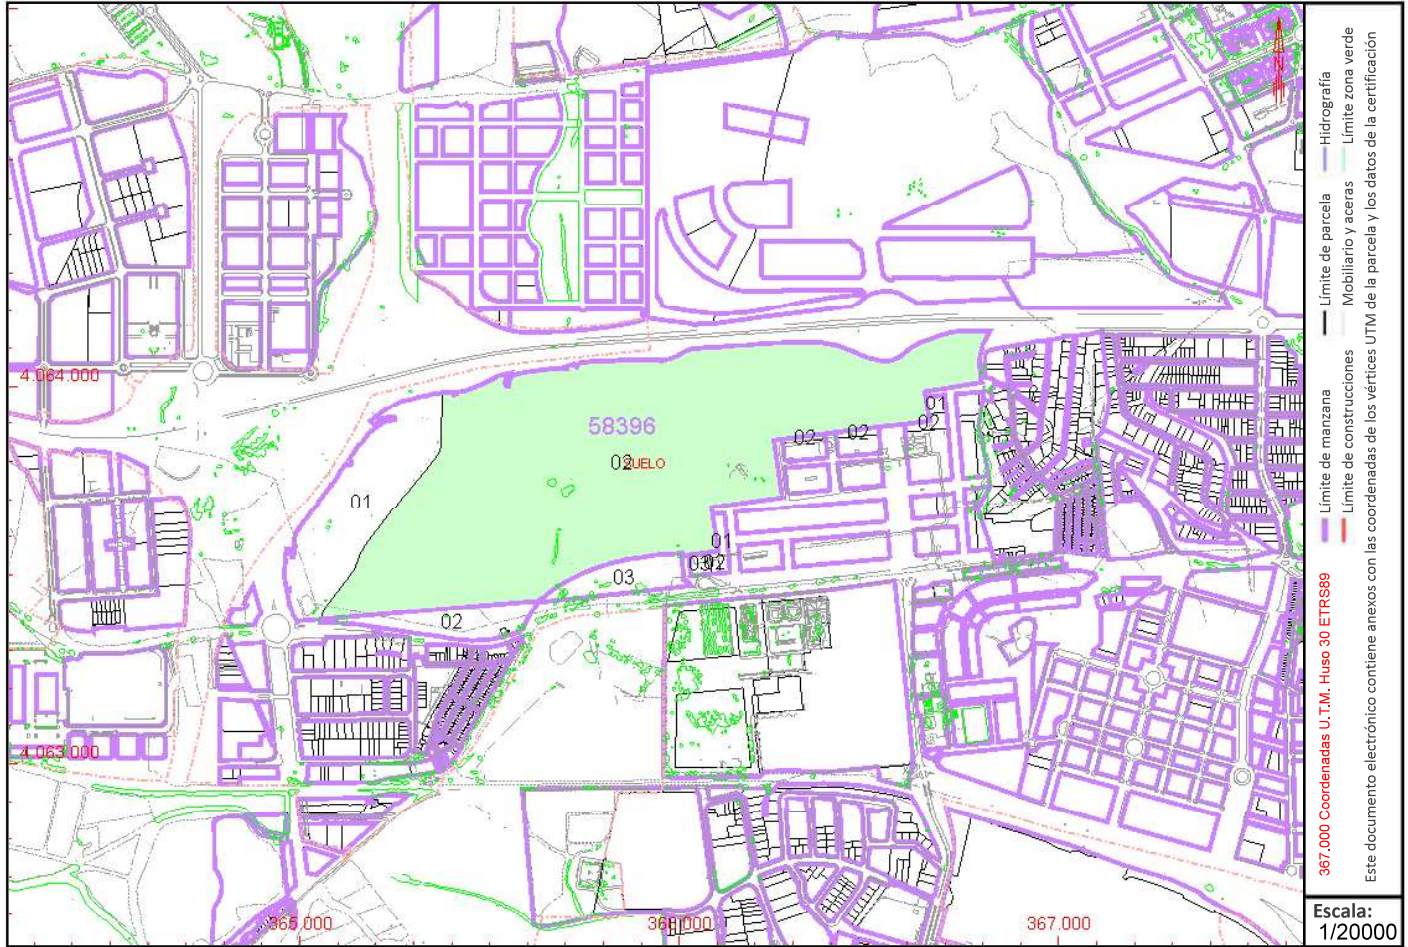 4.064.000
58396
02
SUELO
01
01
02
02
02
01
03
02
03
02
4.063.000
365.000
366.000
367.000
N
Límite de manzana
Límite de parcela
Hidrografía
Límite de construcciones
Mobiliario y aceras
Límite zona verde
367.000 Coordenadas U.T.M. Huso 30 ETRS89
Este documento electrónico contiene anexos con las coordenadas de los vértices UTM de la parcela y los datos de la certificación
Escala:
1/20000